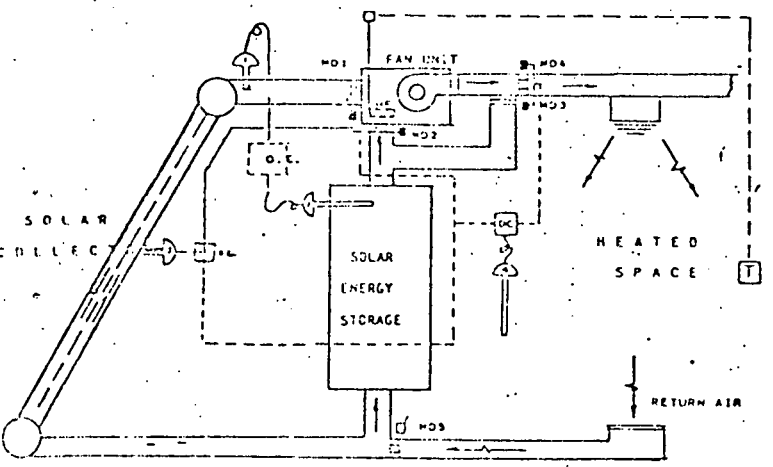 MD1
FAN UNIT
MD4
MD3
MD2
SOLAR
COLLECT
HEATED
SPACE
T
SOLAR
ENERGY
STORAGE
RETURN AIR
MD5